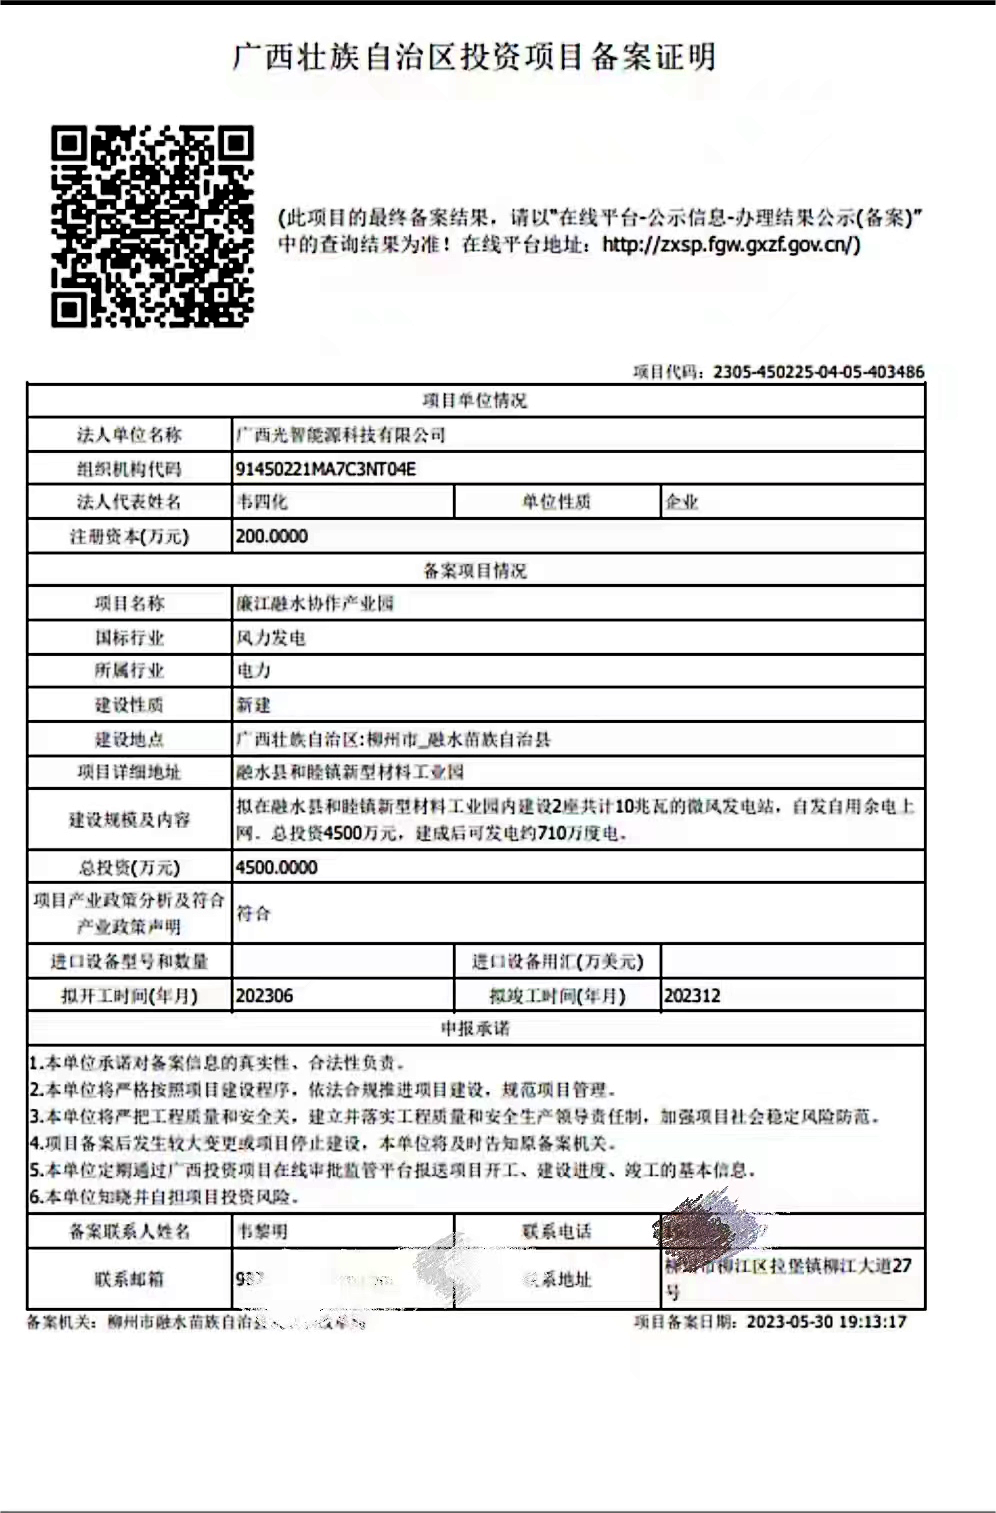 广西壮族自治区投资项目备案证明
(此项目的最终备案结果，请以“在线平台-公示信息-办理结果公示(备案)”
中的查询结果为准！在线平台地址：http://zxsp.fgw.gxzf.gov.cn/)
项目代码：2305-450225-04-05-403486
项目单位情况
法人单位名称 广西光智能源科技有限公司
组织机构代码 91450221MA7C3NT04E
法人代表姓名 韦四化 单位性质 企业
注册资本(万元) 200.0000
备案项目情况
项目名称 廉江融水协作产业园
国标行业 风力发电
所属行业 电力
建设性质 新建
建设地点 广西壮族自治区:柳州市_融水苗族自治县
项目详细地址 融水县和睦镇新型材料工业园
建设规模及内容 拟在融水县和睦镇新型材料工业园内建设2座共计10兆瓦的微风发电站，自发自用余电上
网。总投资4500万元，建成后可发电约710万度电。
总投资(万元) 4500.0000
项目产业政策分析及符合
产业政策声明 符合
进口设备型号和数量 进口设备用汇(万美元)
拟开工时间(年月) 202306 拟竣工时间(年月) 202312
申报承诺
1.本单位承诺对备案信息的真实性、合法性负责。
2.本单位将严格按照项目建设程序，依法合规推进项目建设，规范项目管理。
3.本单位将严把工程质量和安全关，建立并落实工程质量和安全生产领导责任制，加强项目社会稳定风险防范。
4.项目备案后发生较大变更或项目停止建设，本单位将及时告知原备案机关。
5.本单位定期通过广西投资项目在线审批监管平台报送项目开工、建设进度、竣工的基本信息。
6.本单位知晓并自担项目投资风险。
备案联系人姓名 韦黎明 联系电话
联系邮箱 联系地址 市柳江区拉堡镇柳江大道27
号
备案机关：柳州市融水苗族自治县 项目备案日期：2023-05-30 19:13:17